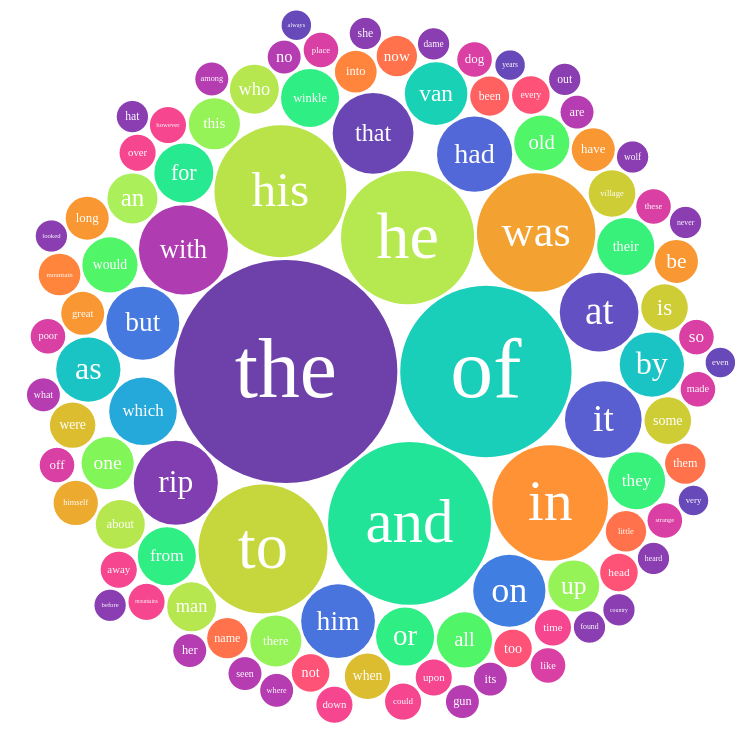 always
she
dame
no
place
now
into
dog
years
among
who
winkle
van
been
every
out
hat
however
this
that
are
over
for
had
old
have
wolf
an
his
he
was
village
these
never
long
with
their
be
looked
would
mountain
great
but
at
is
so
poor
the
of
by
even
as
made
what
which
it
some
were
off
one
rip
in
they
them
himself
about
and
very
from
to
little
strange
heard
away
before
mountains
man
him
on
up
head
country
her
name
there
or
all
too
time
found
seen
where
not
when
upon
its
like
down
could
gun